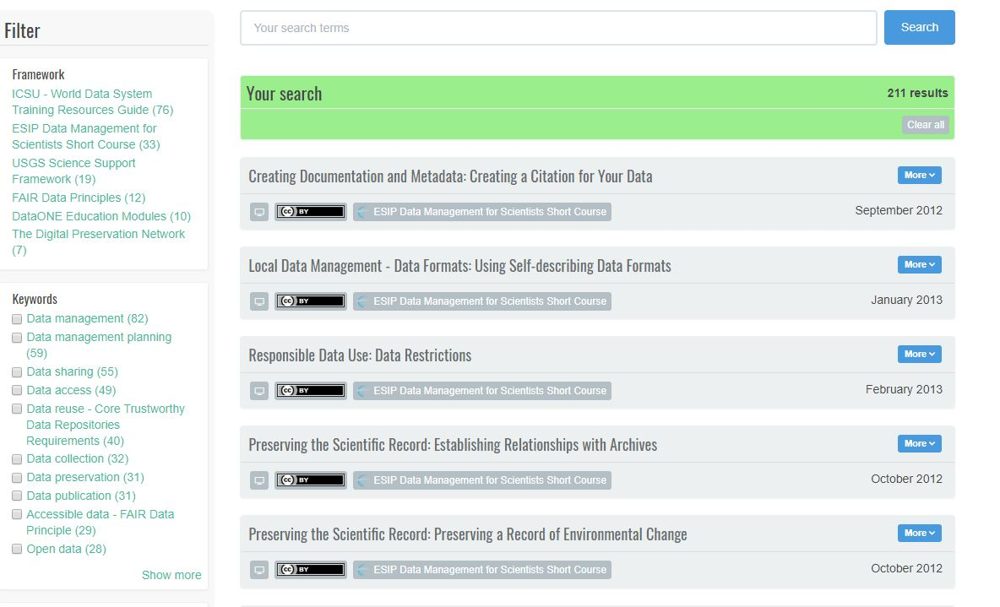 Filter
Framework
ICSU - World Data System
Training Resources Guide (76)
ESIP Data Management for
Scientists Short Course (33)
USGS Science Support
Framework (19)
FAIR Data Principles (12)
DataONE Education Modules (10)
The Digital Preservation Network
(7)
Keywords
Data management (82)
Data management planning
(59)
Data sharing (55)
Data access (49)
Data reuse - Core Trustworthy
Data Repositories
Requirements (40)
Data collection (32)
Data preservation (31)
Data publication (31)
Accessible data - FAIR Data
Principle (29)
Open data (28)
Show more
Your search terms
Search
Your search
211 results
Clear all
Creating Documentation and Metadata: Creating a Citation for Your Data
More
cc BY
ESIP Data Management for Scientists Short Course
September 2012
Local Data Management - Data Formats: Using Self-describing Data Formats
More
cc BY
ESIP Data Management for Scientists Short Course
January 2013
Responsible Data Use: Data Restrictions
More
cc BY
ESIP Data Management for Scientists Short Course
February 2013
Preserving the Scientific Record: Establishing Relationships with Archives
More
cc BY
ESIP Data Management for Scientists Short Course
October 2012
Preserving the Scientific Record: Preserving a Record of Environmental Change
More
cc BY
ESIP Data Management for Scientists Short Course
October 2012